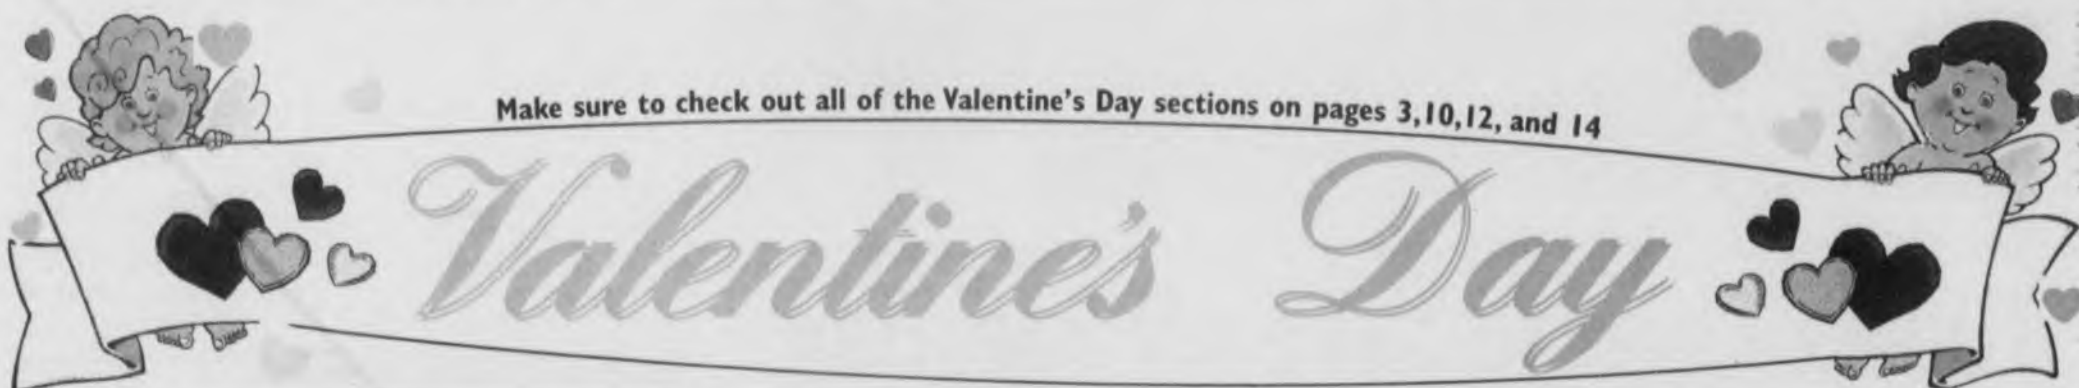 Make sure to check out all of the Valentine's Day sections on pages 3,10,12, and 14
Valentine's Day